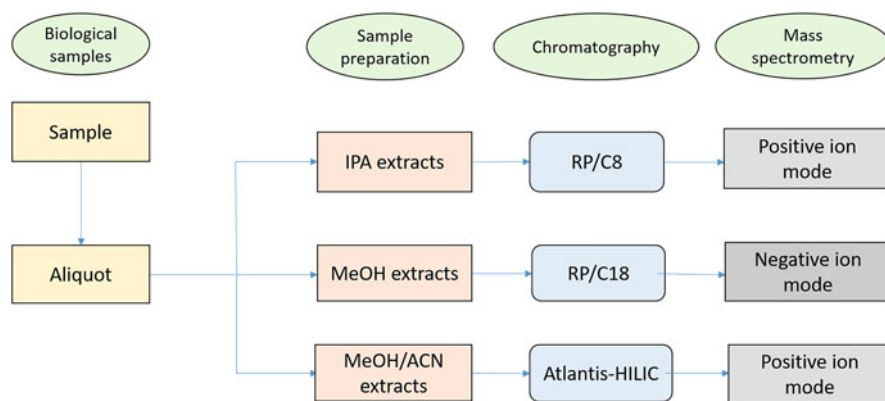 Biological
samples
Sample
preparation
Chromatography
Mass
spectrometry
Sample
IPA extracts
RP/C8
Positive ion
mode
Aliquot
MeOH extracts
RP/C18
Negative ion
mode
MeOH/ACN
extracts
Atlantis-HILIC
Positive ion
mode